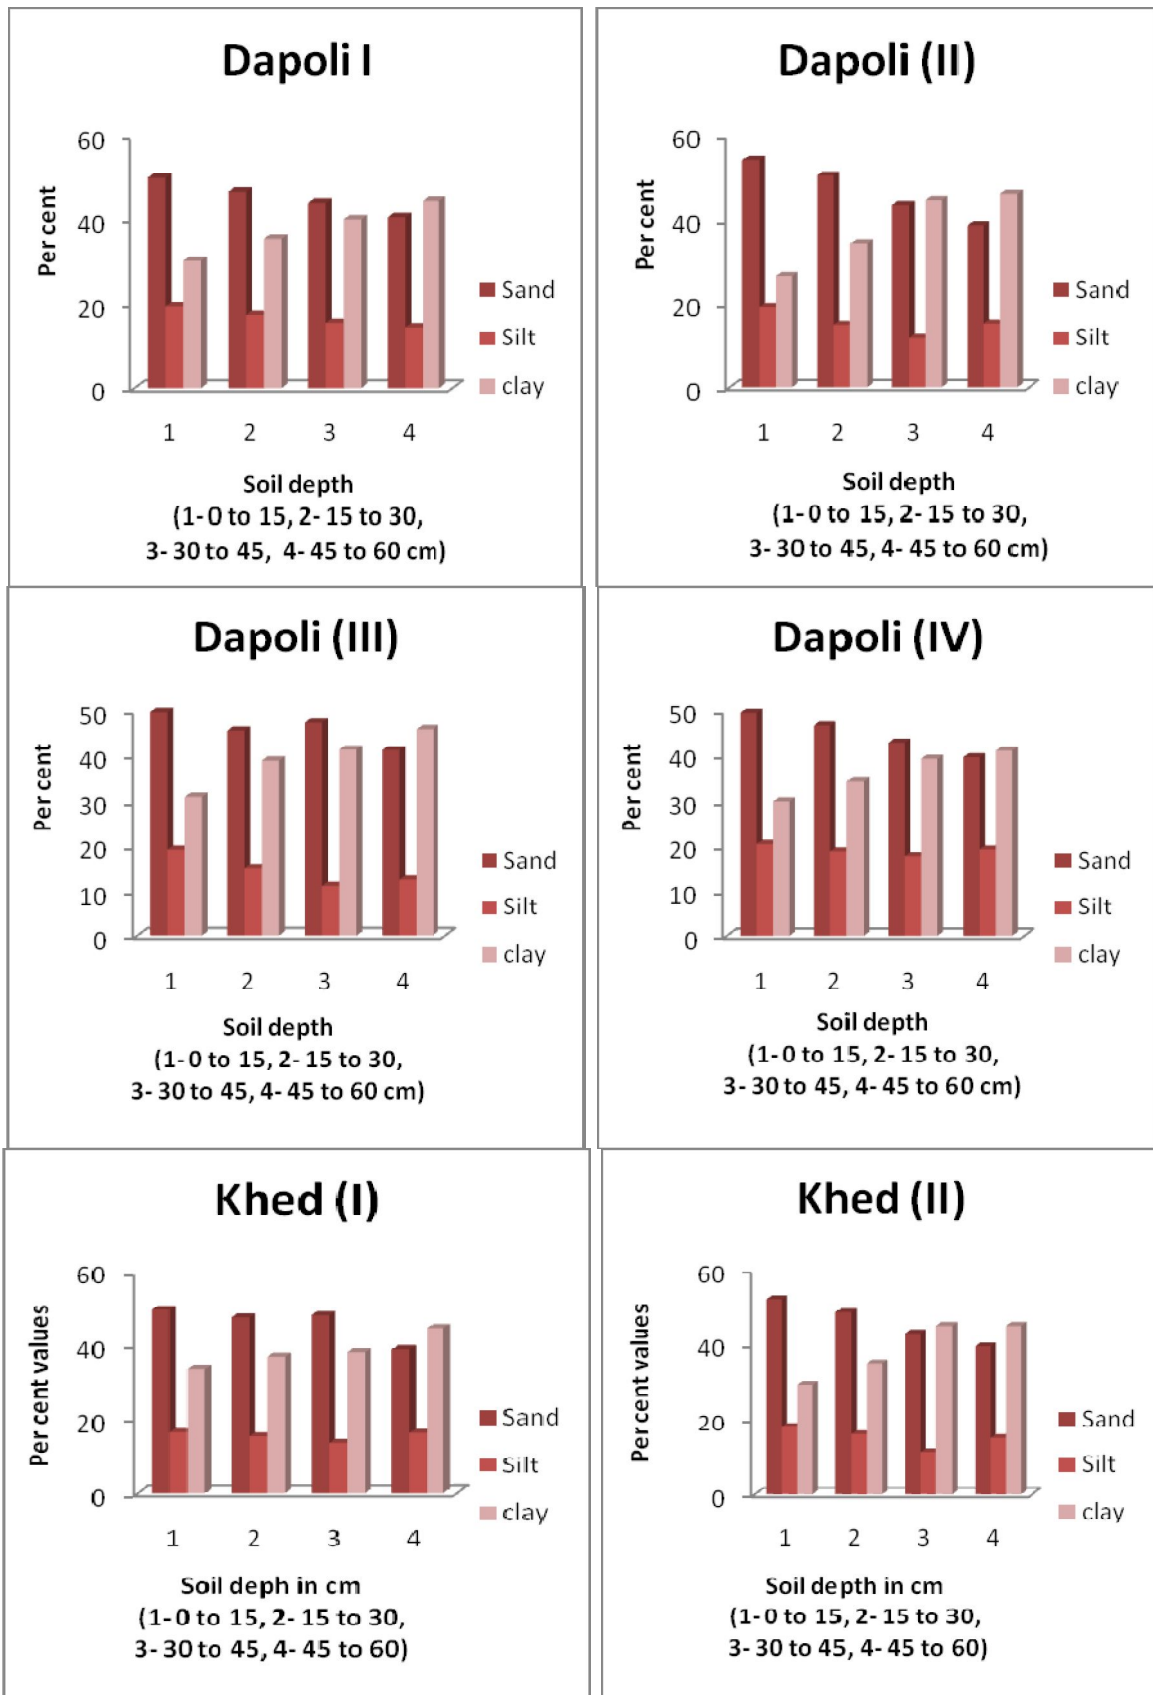 Dapoli I
60
40
20
0
Per cent
Sand
Silt
clay
1 2 3 4
Soil depth
(1- 0 to 15, 2- 15 to 30,
3- 30 to 45, 4- 45 to 60 cm)
Dapoli (II)
60
40
20
0
Per cent
Sand
Silt
clay
1 2 3 4
Soil depth
(1- 0 to 15, 2- 15 to 30,
3- 30 to 45, 4- 45 to 60 cm)
Dapoli (III)
50
40
30
20
10
0
Per cent
Sand
Silt
clay
1 2 3 4
Soil depth
(1- 0 to 15, 2- 15 to 30,
3- 30 to 45, 4- 45 to 60 cm)
Dapoli (IV)
50
40
30
20
10
0
Per cent
Sand
Silt
clay
1 2 3 4
Soil depth
(1- 0 to 15, 2- 15 to 30,
3- 30 to 45, 4- 45 to 60 cm)
Khed (I)
60
40
20
0
Per cent values
Sand
Silt
clay
1 2 3 4
Soil deph in cm
(1- 0 to 15, 2- 15 to 30,
3- 30 to 45, 4- 45 to 60)
Khed (II)
60
40
20
0
Per cent values
Sand
Silt
clay
1 2 3 4
Soil depth in cm
(1- 0 to 15, 2- 15 to 30,
3- 30 to 45, 4- 45 to 60)